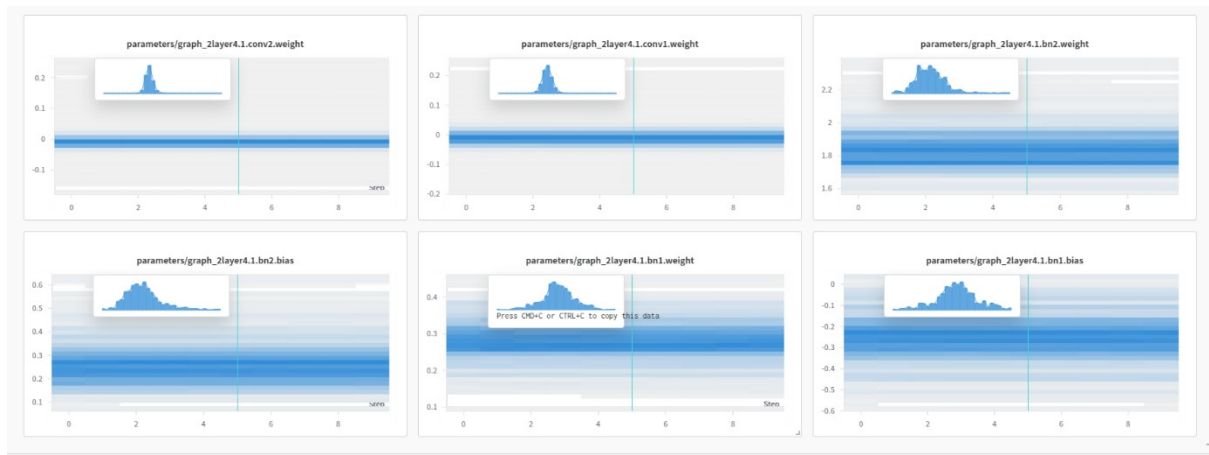 parameters/graph_2layer4.1.conv2.weight
0.2
0.1
0
-0.1
Step
0 2 4 6 8
parameters/graph_2layer4.1.conv1.weight
0.2
0.1
0
-0.1
-0.2
0 2 4 6 8
parameters/graph_2layer4.1.bn2.weight
2.2
2
1.8
1.6
0 2 4 6 8
parameters/graph_2layer4.1.bn2.bias
0.6
0.5
0.4
0.3
0.2
0.1
Step
0 2 4 6 8
parameters/graph_2layer4.1.bn1.weight
Press CMD+C or CTRL+C to copy this data
0.4
0.3
0.2
0.1
Step
0 2 4 6 8
parameters/graph_2layer4.1.bn1.bias
0
-0.1
-0.2
-0.3
-0.4
-0.5
-0.6
0 2 4 6 8